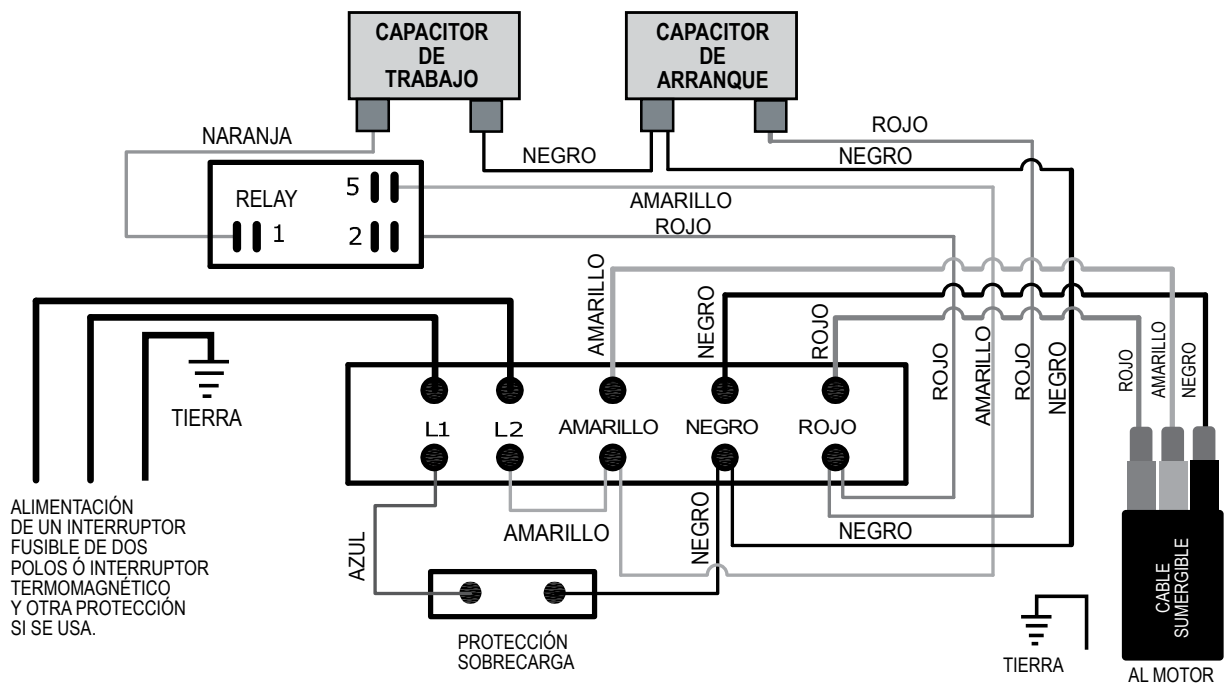 CAPACITOR
DE
TRABAJO
CAPACITOR
DE
ARRANQUE
NARANJA
NEGRO
ROJO
NEGRO
RELAY
5
1
2
AMARILLO
ROJO
AMARILLO
NEGRO
ROJO
ROJO
AMARILLO
ROJO
NEGRO
ROJO
AMARILLO
NEGRO
TIERRA
L1
L2
AMARILLO
NEGRO
ROJO
ALIMENTACIÓN
DE UN INTERRUPTOR
FUSIBLE DE DOS
POLOS Ó INTERRUPTOR
TERMOMAGNÉTICO
Y OTRA PROTECCIÓN
SI SE USA.
AZUL
AMARILLO
NEGRO
NEGRO
PROTECCIÓN
SOBRECARGA
CABLE
SUMERGIBLE
TIERRA
AL MOTOR